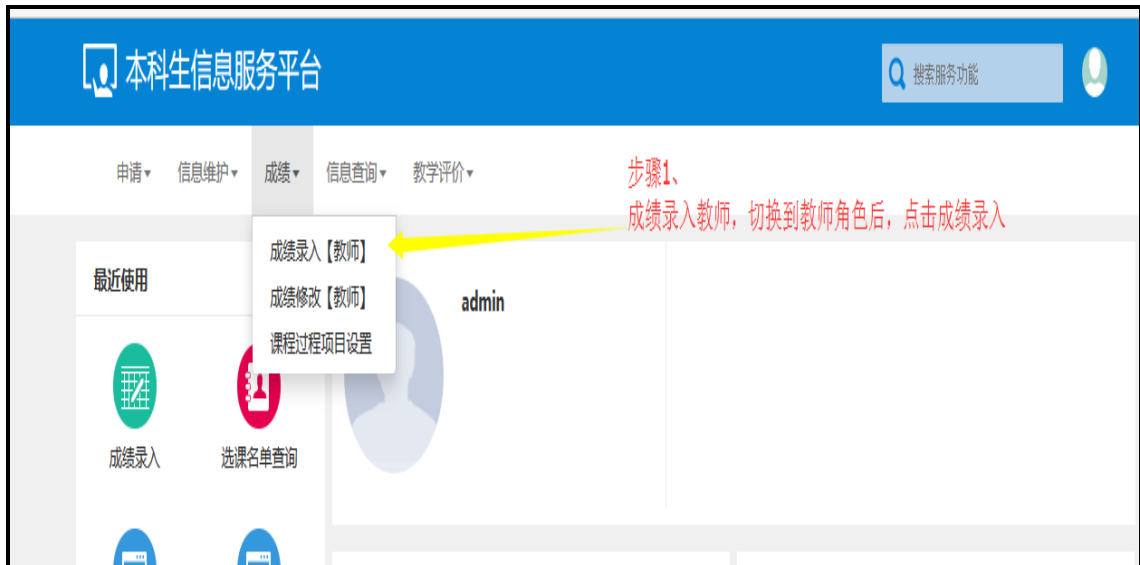 本科生信息服务平台
搜索服务功能
申请▾ 信息维护▾ 成绩▾ 信息查询▾ 教学评价▾
步骤1、
成绩录入教师，切换到教师角色后，点击成绩录入
成绩录入【教师】
成绩修改【教师】
课程过程项目设置
最近使用
admin
成绩录入 选课名单查询